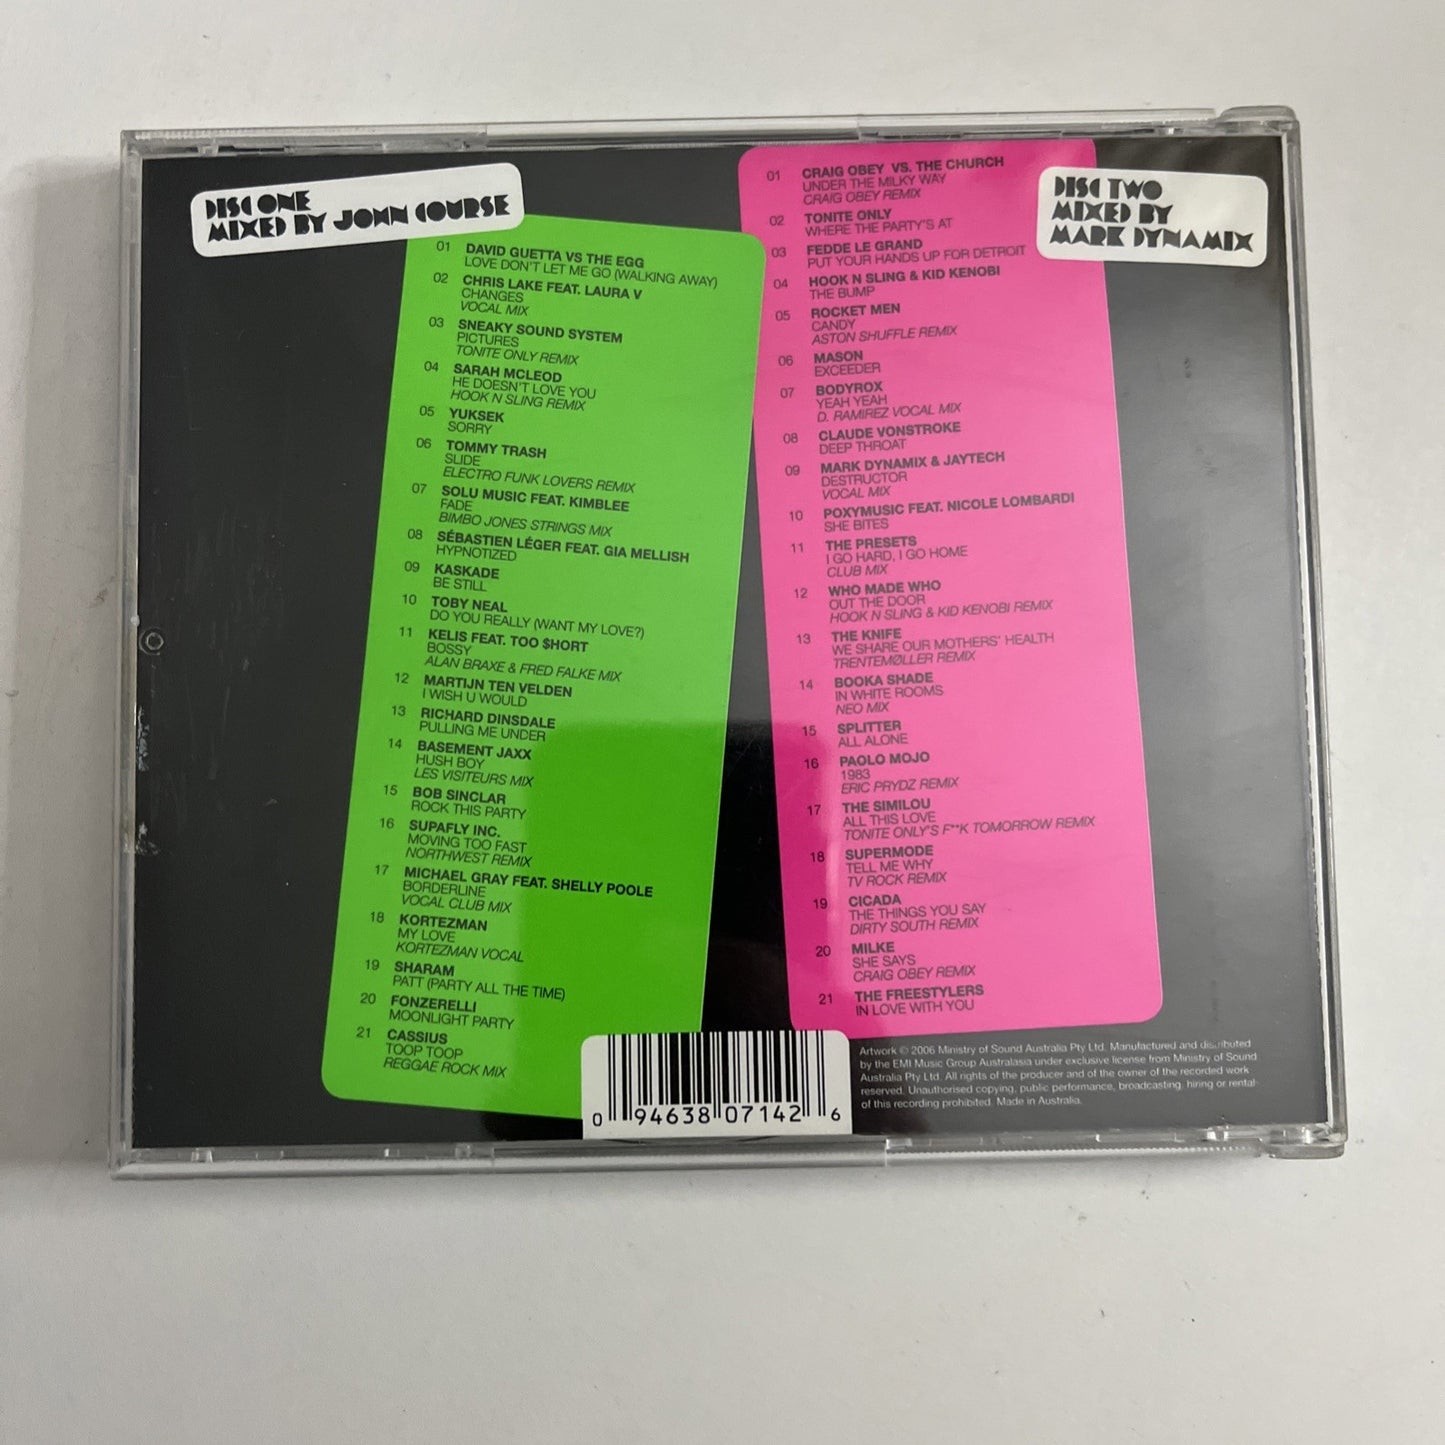 DISC ONE
MIXED BY JOHN COURSE
01 DAVID GUETTA VS THE EGG
LOVE DON'T LET ME GO (WALKING AWAY)
02 CHRIS LAKE FEAT. LAURA V
CHANGES
VOCAL MIX
03 SNEAKY SOUND SYSTEM
PICTURES
TONITE ONLY REMIX
04 SARAH MCLEOD
HE DOESN'T LOVE YOU
HOOK N SLING REMIX
05 YUKSEK
SORRY
06 TOMMY TRASH
SLIDE
ELECTRO FUNK LOVERS REMIX
07 SOLU MUSIC FEAT. KIMBLEE
FADE
BIMBO JONES STRINGS MIX
08 SÉBASTIEN LÉGER FEAT. GIA MELLISH
HYPNOTIZED
09 KASKADE
BE STILL
10 TOBY NEAL
DO YOU REALLY (WANT MY LOVE?)
11 KELIS FEAT. TOO $HORT
BOSSY
ALAN BRAXE & FRED FALKE MIX
12 MARTIJN TEN VELDEN
I WISH U WOULD
13 RICHARD DINSDALE
PULLING ME UNDER
14 BASEMENT JAXX
HUSH BOY
LES VISITEURS MIX
15 BOB SINCLAR
ROCK THIS PARTY
16 SUPAFLY INC.
MOVING TOO FAST
NORTHWEST REMIX
17 MICHAEL GRAY FEAT. SHELLY POOLE
BORDERLINE
VOCAL CLUB MIX
18 KORTEZMAN
MY LOVE
KORTEZMAN VOCAL
19 SHARAM
PATT (PARTY ALL THE TIME)
20 FONZERELLI
MOONLIGHT PARTY
21 CASSIUS
TOOP TOOP
REGGAE ROCK MIX
DISC TWO
MIXED BY
MARK DYNAMIX
01 CRAIG OBEY VS. THE CHURCH
UNDER THE MILKY WAY
CRAIG OBEY REMIX
02 TONITE ONLY
WHERE THE PARTY'S AT
03 FEDDE LE GRAND
PUT YOUR HANDS UP FOR DETROIT
04 HOOK N SLING & KID KENOBI
THE BUMP
05 ROCKET MEN
CANDY
ASTON SHUFFLE REMIX
06 MASON
EXCEEDER
07 BODYROX
YEAH YEAH
D. RAMIREZ VOCAL MIX
08 CLAUDE VONSTROKE
DEEP THROAT
09 MARK DYNAMIX & JAYTECH
DESTRUCTOR
VOCAL MIX
10 POXYMUSIC FEAT. NICOLE LOMBARDI
SHE BITES
11 THE PRESETS
I GO HARD, I GO HOME
CLUB MIX
12 WHO MADE WHO
OUT THE DOOR
HOOK N SLING & KID KENOBI REMIX
13 THE KNIFE
WE SHARE OUR MOTHERS' HEALTH
TRENTEMØLLER REMIX
14 BOOKA SHADE
IN WHITE ROOMS
NEO MIX
15 SPLITTER
ALL ALONE
16 PAOLO MOJO
1983
ERIC PRYDZ REMIX
17 THE SIMILOU
ALL THIS LOVE
TONITE ONLY'S F**K TOMORROW REMIX
18 SUPERMODE
TELL ME WHY
TV ROCK REMIX
19 CICADA
THE THINGS YOU SAY
DIRTY SOUTH REMIX
20 MILKE
SHE SAYS
CRAIG OBEY REMIX
21 THE FREESTYLERS
IN LOVE WITH YOU
0 94638 07142 6
Artwork © 2006 Ministry of Sound Australia Pty Ltd. Manufactured and distributed
by the EMI Music Group Australasia under exclusive license from Ministry of Sound
Australia Pty Ltd. All rights of the producer and of the owner of the recorded work
reserved. Unauthorised copying, public performance, broadcasting, hiring or rental
of this recording prohibited. Made in Australia.